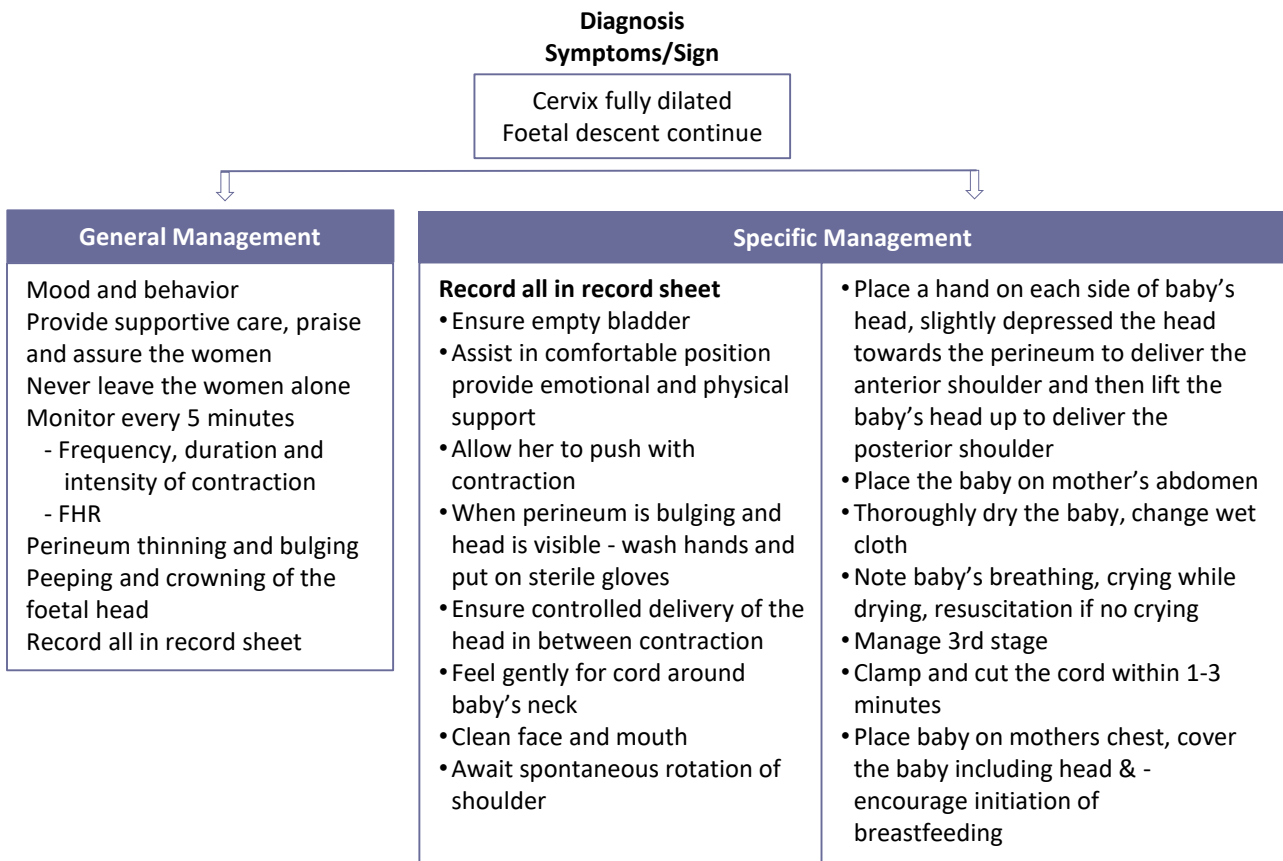 Diagnosis
Symptoms/Sign
Cervix fully dilated
Foetal descent continue
General Management
Mood and behavior
Provide supportive care, praise
and assure the women
Never leave the women alone
Monitor every 5 minutes
- Frequency, duration and
intensity of contraction
- FHR
Perineum thinning and bulging
Peeping and crowning of the
foetal head
Record all in record sheet
Specific Management
Record all in record sheet
• Ensure empty bladder
• Assist in comfortable position
provide emotional and physical
support
• Allow her to push with
contraction
• When perineum is bulging and
head is visible - wash hands and
put on sterile gloves
• Ensure controlled delivery of the
head in between contraction
• Feel gently for cord around
baby's neck
• Clean face and mouth
• Await spontaneous rotation of
shoulder
• Place a hand on each side of baby's
head, slightly depressed the head
towards the perineum to deliver the
anterior shoulder and then lift the
baby's head up to deliver the
posterior shoulder
• Place the baby on mother's abdomen
• Thoroughly dry the baby, change wet
cloth
• Note baby's breathing, crying while
drying, resuscitation if no crying
• Manage 3rd stage
• Clamp and cut the cord within 1-3
minutes
• Place baby on mothers chest, cover
the baby including head & -
encourage initiation of
breastfeeding